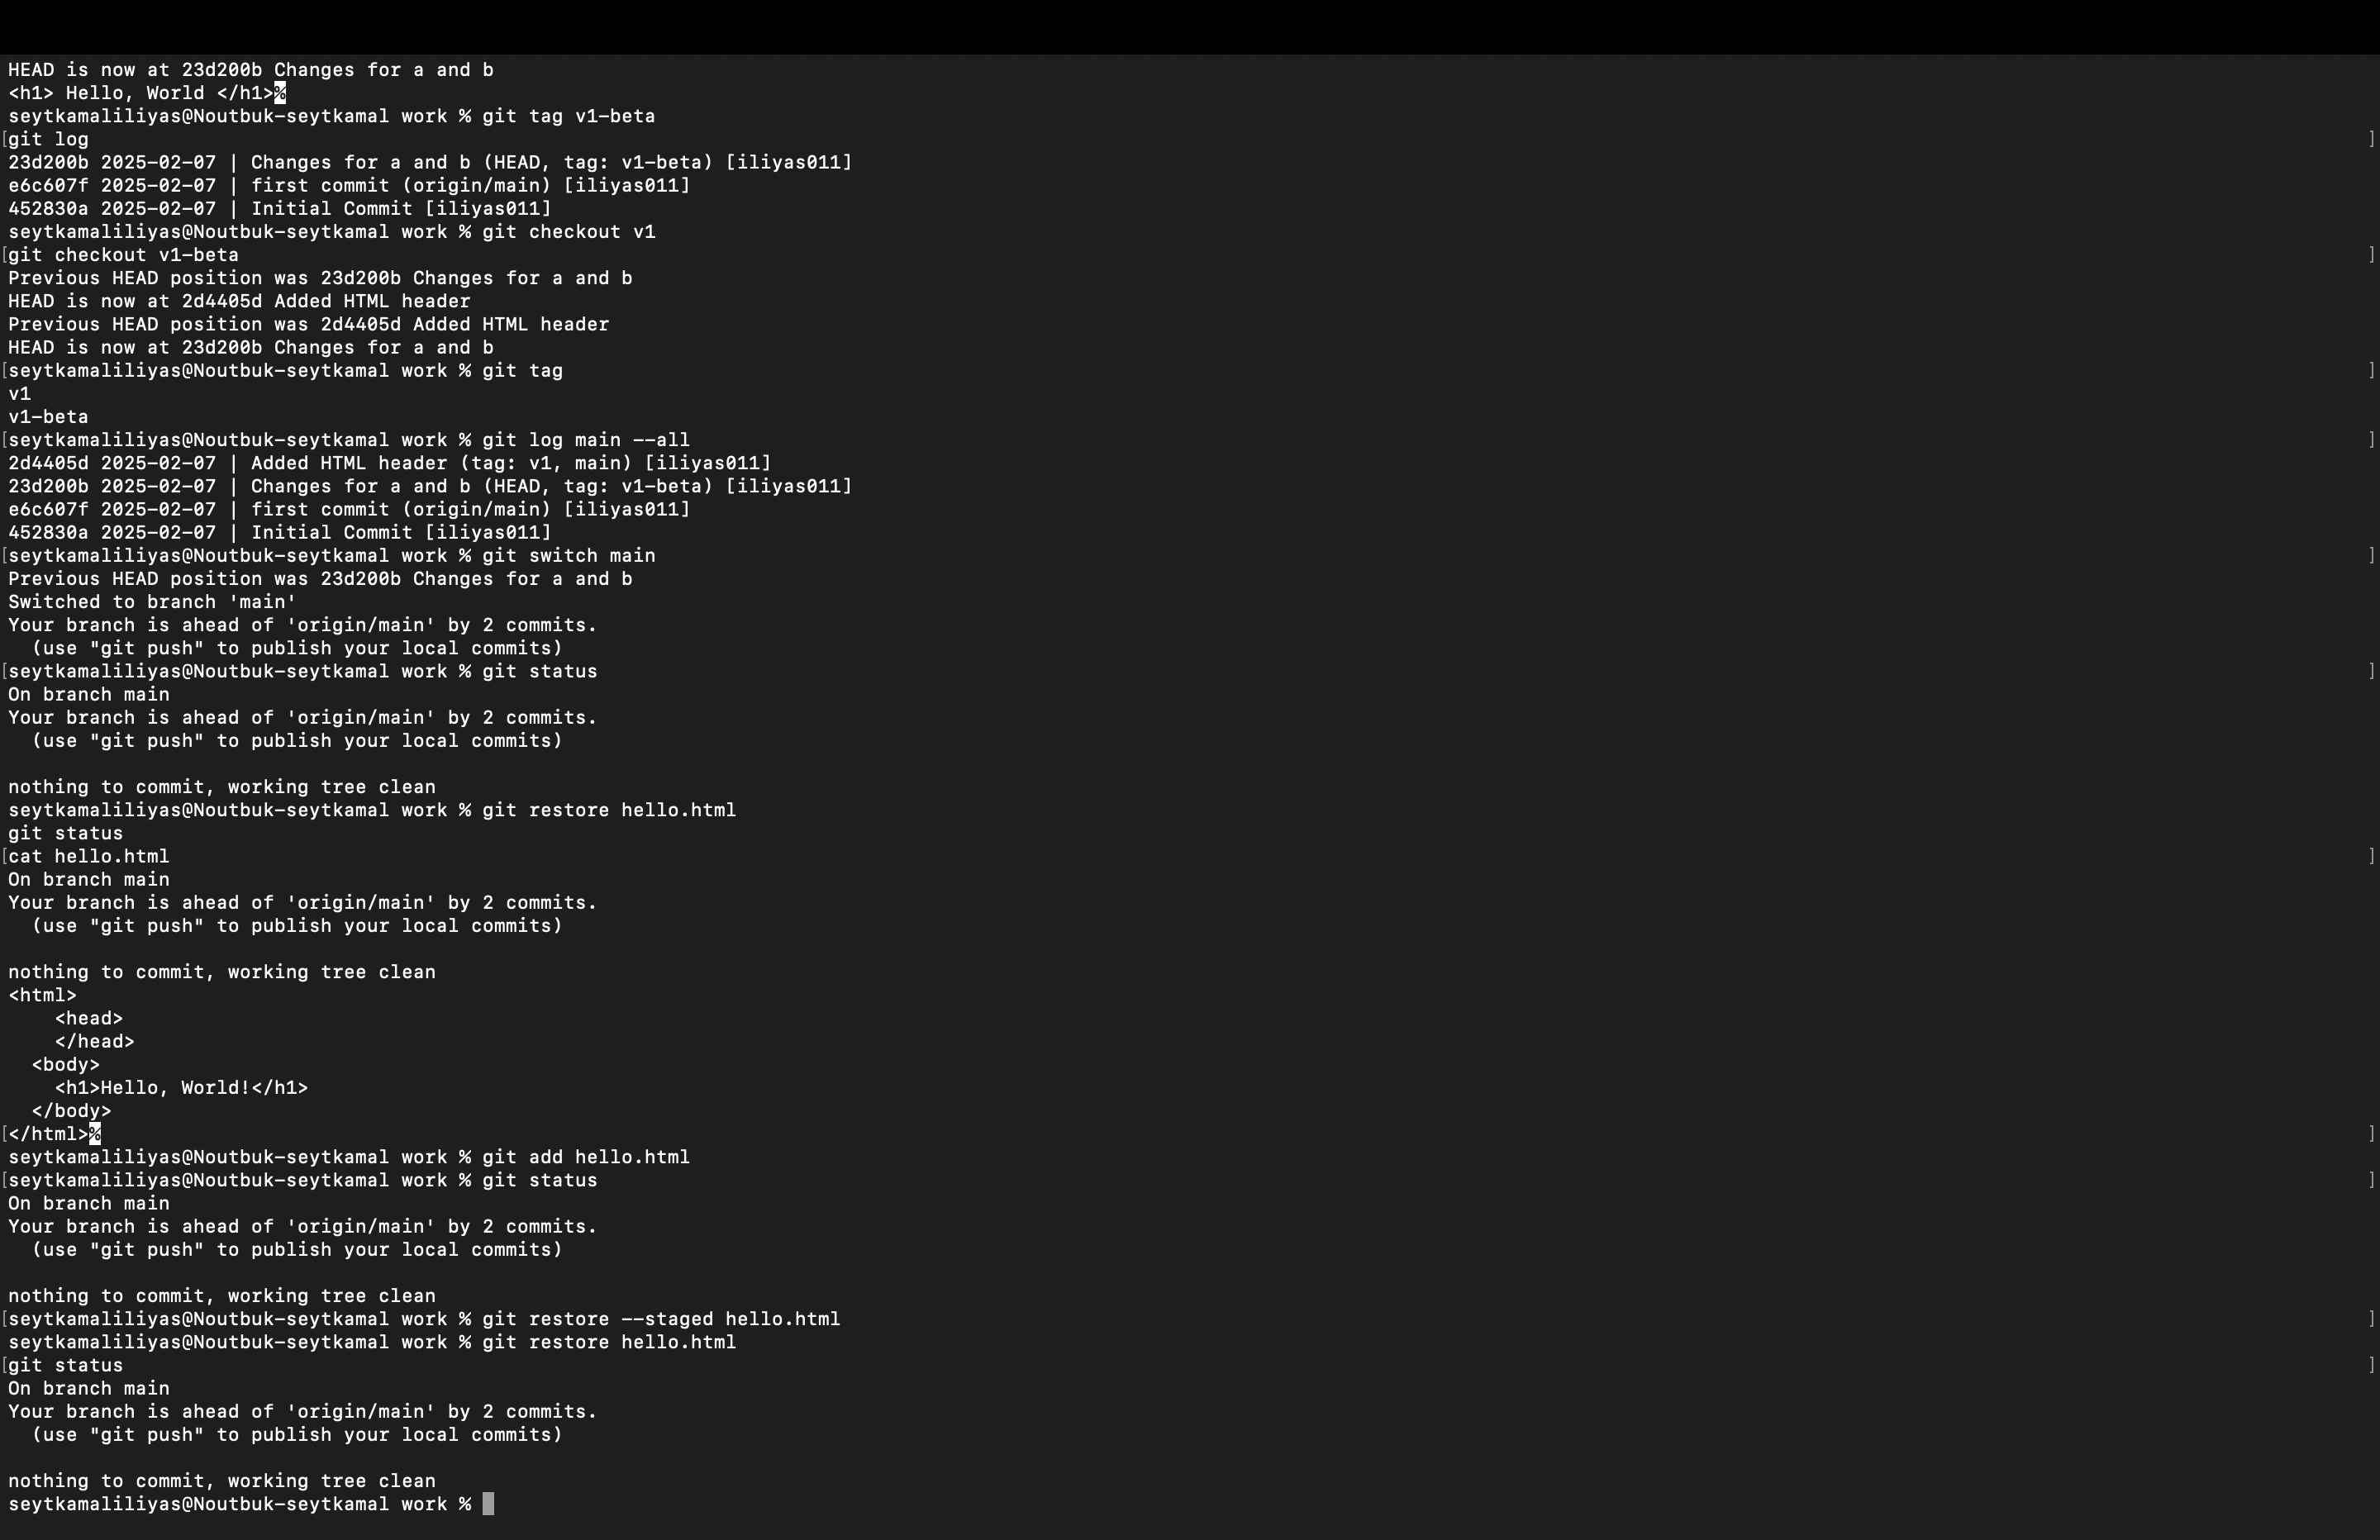 HEAD is now at 23d200b Changes for a and b
<h1> Hello, World </h1>%
seytkamaliliyas@Noutbuk-seytkamal work % git tag v1-beta
[git log ]
23d200b 2025-02-07 | Changes for a and b (HEAD, tag: v1-beta) [iliyas011]
e6c607f 2025-02-07 | first commit (origin/main) [iliyas011]
452830a 2025-02-07 | Initial Commit [iliyas011]
seytkamaliliyas@Noutbuk-seytkamal work % git checkout v1
[git checkout v1-beta ]
Previous HEAD position was 23d200b Changes for a and b
HEAD is now at 2d4405d Added HTML header
Previous HEAD position was 2d4405d Added HTML header
HEAD is now at 23d200b Changes for a and b
[seytkamaliliyas@Noutbuk-seytkamal work % git tag ]
v1
v1-beta
[seytkamaliliyas@Noutbuk-seytkamal work % git log main --all ]
2d4405d 2025-02-07 | Added HTML header (tag: v1, main) [iliyas011]
23d200b 2025-02-07 | Changes for a and b (HEAD, tag: v1-beta) [iliyas011]
e6c607f 2025-02-07 | first commit (origin/main) [iliyas011]
452830a 2025-02-07 | Initial Commit [iliyas011]
[seytkamaliliyas@Noutbuk-seytkamal work % git switch main ]
Previous HEAD position was 23d200b Changes for a and b
Switched to branch 'main'
Your branch is ahead of 'origin/main' by 2 commits.
  (use "git push" to publish your local commits)
[seytkamaliliyas@Noutbuk-seytkamal work % git status ]
On branch main
Your branch is ahead of 'origin/main' by 2 commits.
  (use "git push" to publish your local commits)

nothing to commit, working tree clean
seytkamaliliyas@Noutbuk-seytkamal work % git restore hello.html
git status
[cat hello.html ]
On branch main
Your branch is ahead of 'origin/main' by 2 commits.
  (use "git push" to publish your local commits)

nothing to commit, working tree clean
<html>
    <head>
    </head>
  <body>
    <h1>Hello, World!</h1>
  </body>
[</html>% ]
seytkamaliliyas@Noutbuk-seytkamal work % git add hello.html
[seytkamaliliyas@Noutbuk-seytkamal work % git status ]
On branch main
Your branch is ahead of 'origin/main' by 2 commits.
  (use "git push" to publish your local commits)

nothing to commit, working tree clean
[seytkamaliliyas@Noutbuk-seytkamal work % git restore --staged hello.html ]
seytkamaliliyas@Noutbuk-seytkamal work % git restore hello.html
[git status ]
On branch main
Your branch is ahead of 'origin/main' by 2 commits.
  (use "git push" to publish your local commits)

nothing to commit, working tree clean
seytkamaliliyas@Noutbuk-seytkamal work %